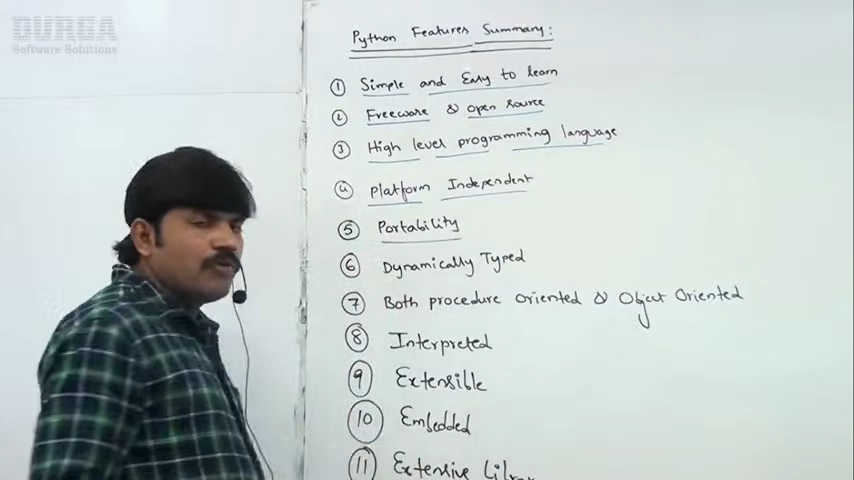 DURGA
Software Solutions
Python Features Summary:
1 Simple and Easy to learn
2 Freeware & open source
3 High level programming language
4 Platform Independent
5 Portability
6 Dynamically Typed
7 Both procedure oriented & Object Oriented
8 Interpreted
9 Extensible
10 Embedded
11 Extensive